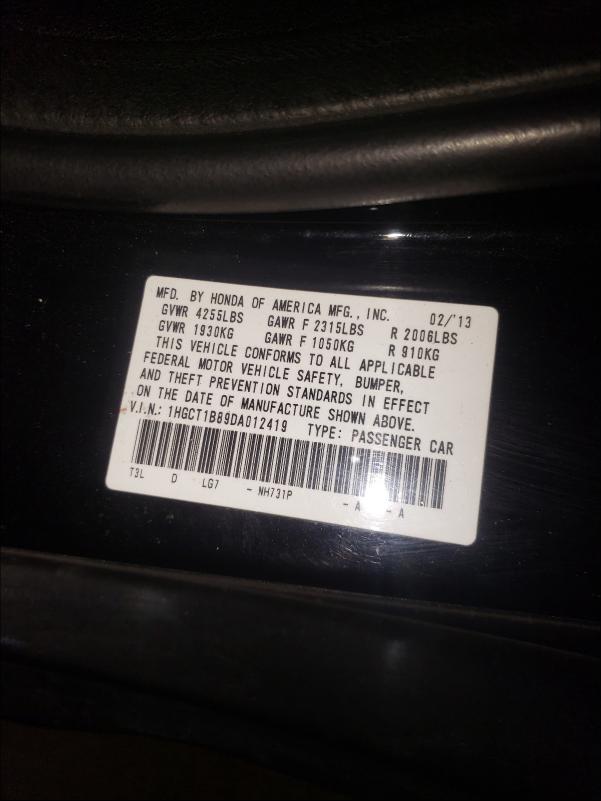 MFD. BY HONDA OF AMERICA MFG., INC. 02/'13
GVWR 4255LBS GAWR F 2315LBS R 2006LBS
GVWR 1930KG GAWR F 1050KG R 910KG
THIS VEHICLE CONFORMS TO ALL APPLICABLE
FEDERAL MOTOR VEHICLE SAFETY, BUMPER,
AND THEFT PREVENTION STANDARDS IN EFFECT
ON THE DATE OF MANUFACTURE SHOWN ABOVE.
V.I.N.: 1HGCT1B89DA012419 TYPE: PASSENGER CAR
T3L D LG7 - NH731P - A - A